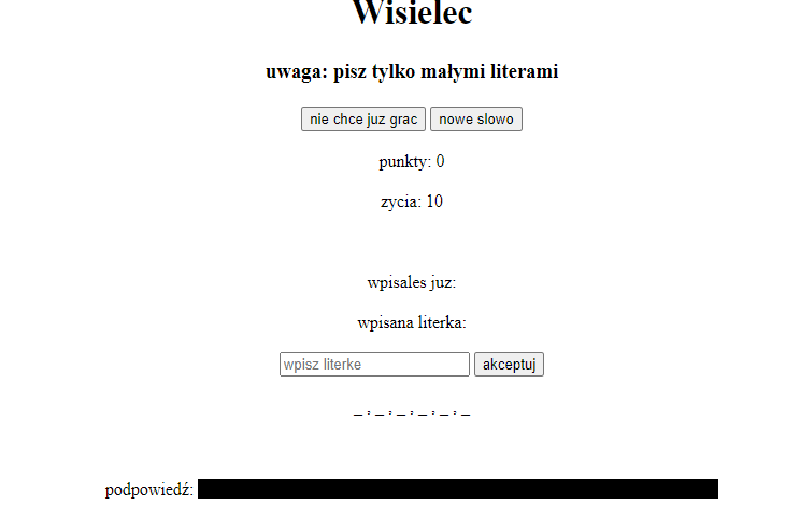 Wisielec
uwaga: pisz tylko małymi literami
nie chce juz grac nowe slowo
punkty: 0
zycia: 10
wpisales juz:
wpisana literka:
wpisz literke akceptuj
_ , _ , _ , _ , _ , _
podpowiedź: